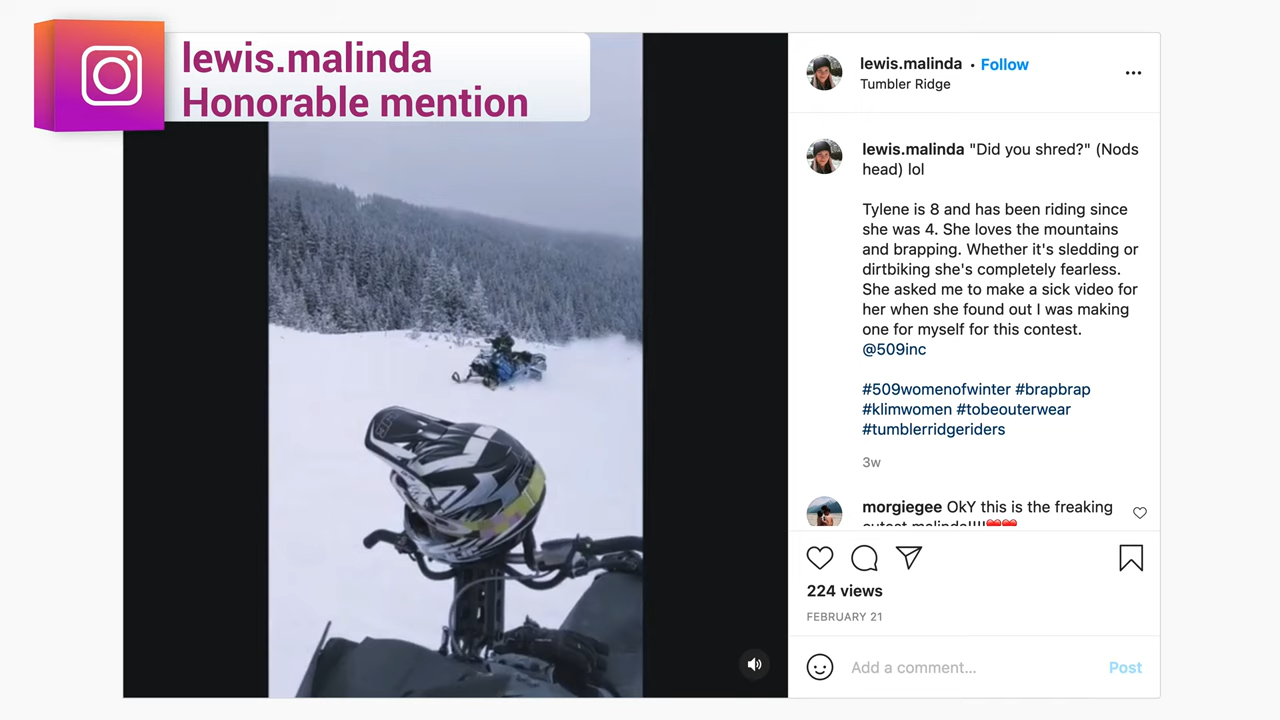 lewis.malinda
Honorable mention
lewis.malinda • Follow
Tumbler Ridge
lewis.malinda "Did you shred?" (Nods
head) lol
Tylene is 8 and has been riding since
she was 4. She loves the mountains
and brapping. Whether it's sledding or
dirtbiking she's completely fearless.
She asked me to make a sick video for
her when she found out I was making
one for myself for this contest.
@509inc
#509womenofwinter #brapbrap
#klimwomen #tobeouterwear
#tumblerridgeriders
3w
morgiegee OkY this is the freaking
cutest malinda!!!!❤️❤️
224 views
FEBRUARY 21
Add a comment... Post